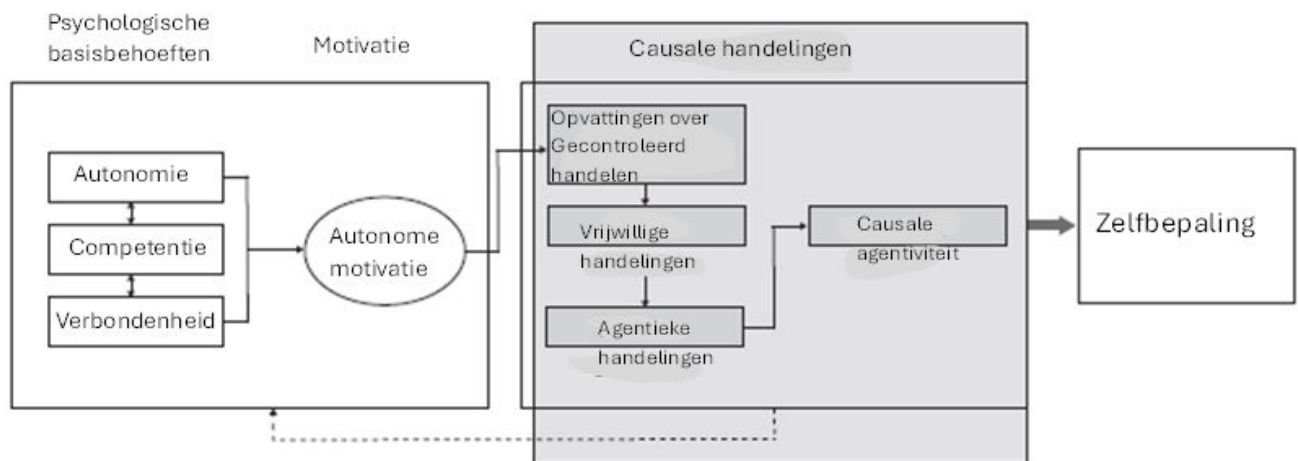 Psychologische
basisbehoeften
Motivatie
Causale handelingen
Autonomie
Competentie
Verbondenheid
Autonome
motivatie
Opvattingen over
Gecontroleerd
handelen
Vrijwillige
handelingen
Agentieke
handelingen
Causale
agentiviteit
Zelfbepaling